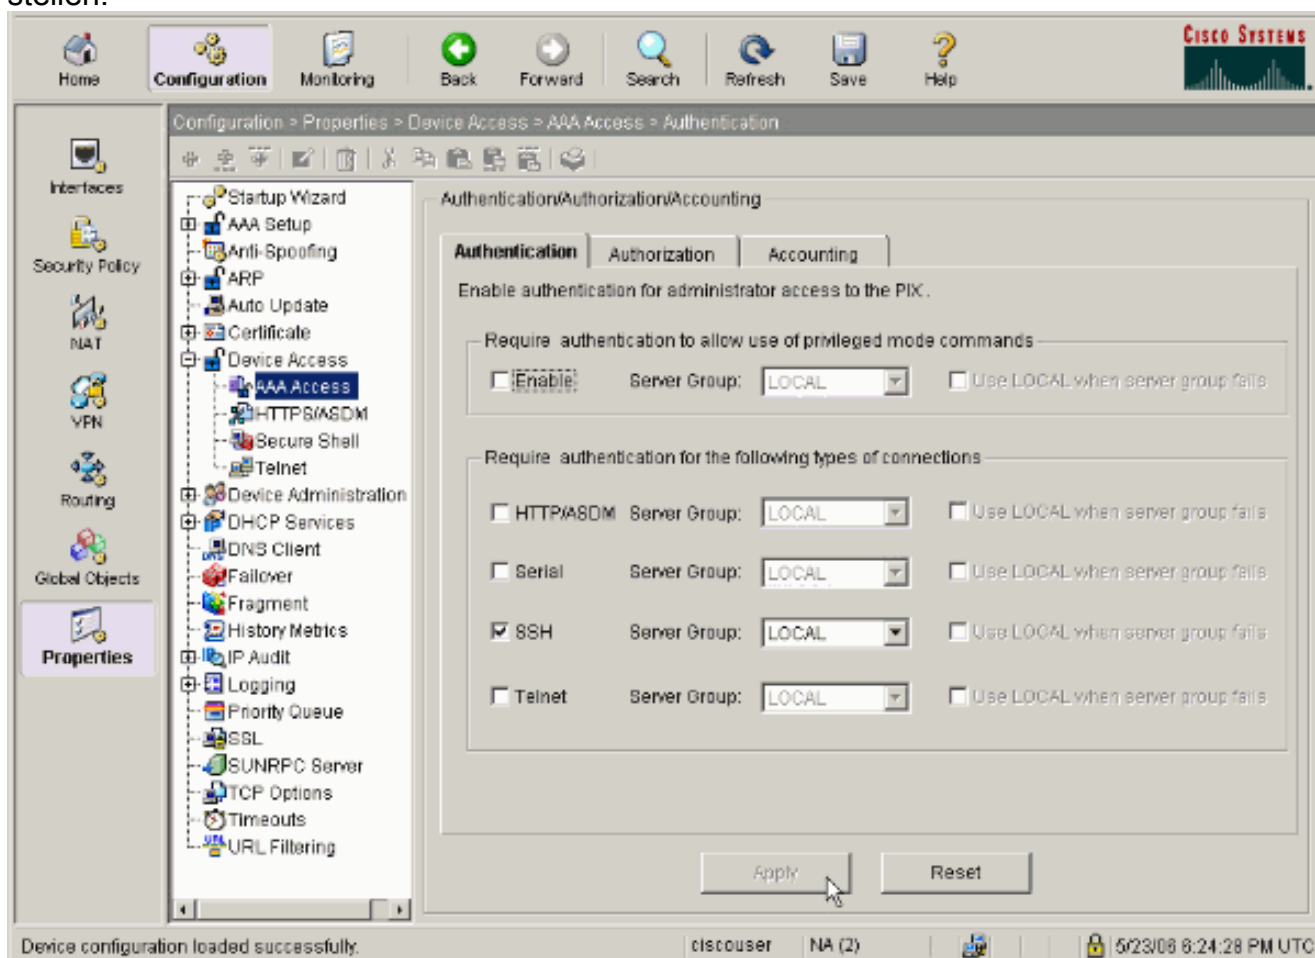 stellen.
Home
Configuration
Monitoring
Back
Forward
Search
Refresh
Save
Help
CISCO SYSTEMS
Configuration > Properties > Device Access > AAA Access > Authentication
Interfaces
Security Policy
NAT
VPN
Routing
Global Objects
Properties
Startup Wizard
AAA Setup
Anti-Spoofing
ARP
Auto Update
Certificate
Device Access
AAA Access
HTTPS/ASDM
Secure Shell
Telnet
Device Administration
DHCP Services
DNS Client
Failover
Fragment
History Metrics
IP Audit
Logging
Priority Queue
SSL
SUNRPC Server
TCP Options
Timeouts
URL Filtering
Authentication/Authorization/Accounting
Authentication Authorization Accounting
Enable authentication for administrator access to the PIX.
Require authentication to allow use of privileged mode commands
Enable Server Group: LOCAL Use LOCAL when server group fails
Require authentication for the following types of connections
HTTP/ASDM Server Group: LOCAL Use LOCAL when server group fails
Serial Server Group: LOCAL Use LOCAL when server group fails
SSH Server Group: LOCAL Use LOCAL when server group fails
Telnet Server Group: LOCAL Use LOCAL when server group fails
Apply Reset
Device configuration loaded successfully. ciscouser NA (2) 5/23/06 6:24:28 PM UTC